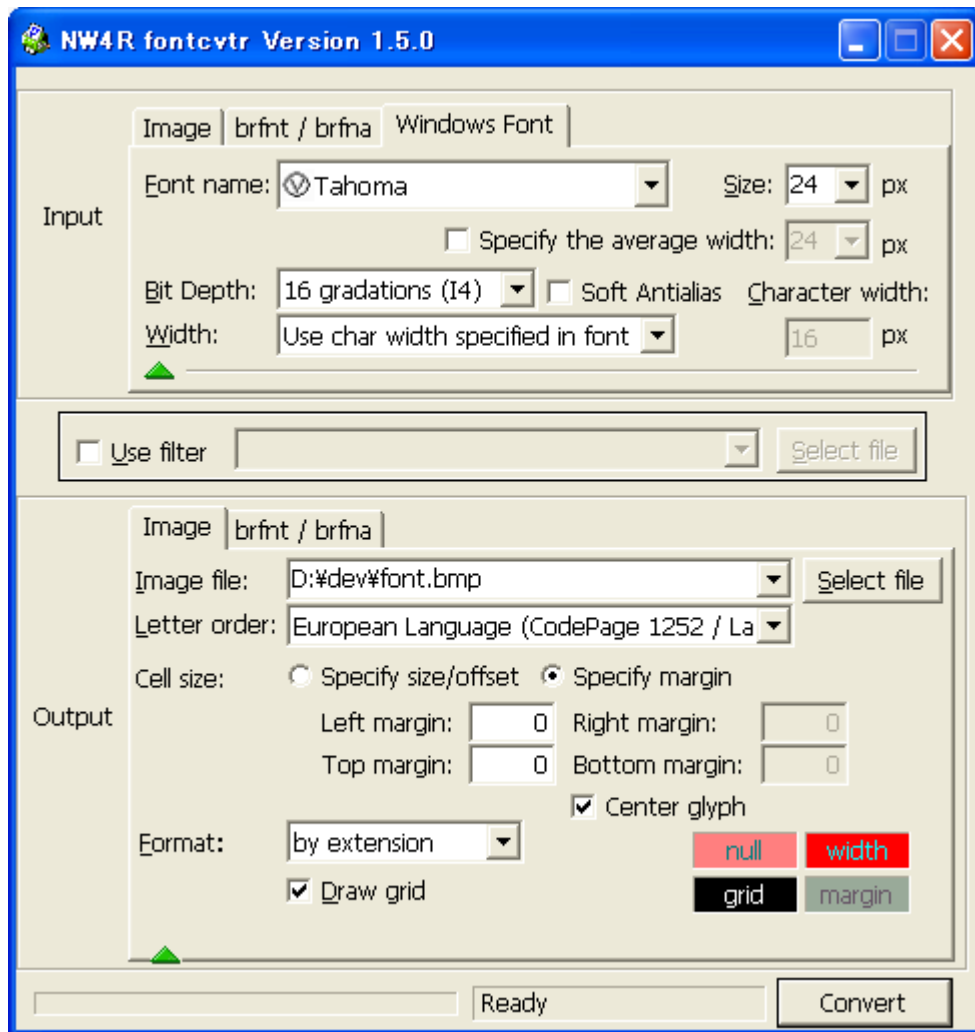 NW4R fontcvtr Version 1.5.0
Image brfnt / brfna Windows Font
Font name: Tahoma Size: 24 px
Input
Specify the average width: 24 px
Bit Depth: 16 gradations (I4) Soft Antialias Character width:
Width: Use char width specified in font 16 px
Use filter Select file
Image brfnt / brfna
Image file: D:¥dev¥font.bmp Select file
Letter order: European Language (CodePage 1252 / La
Cell size: Specify size/offset Specify margin
Output Left margin: 0 Right margin: 0
Top margin: 0 Bottom margin: 0
Center glyph
Format: by extension null width
Draw grid grid margin
Ready Convert